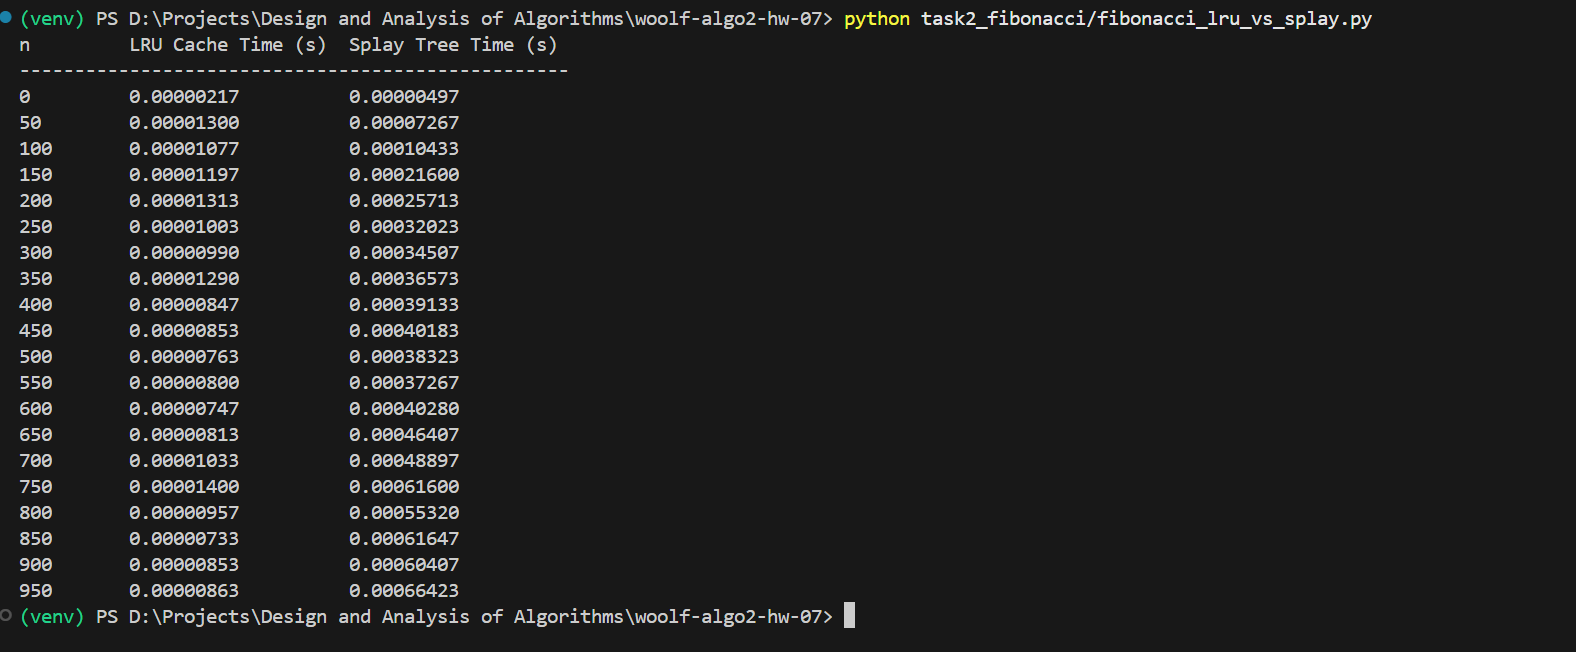 (venv) PS D:\Projects\Design and Analysis of Algorithms\woolf-algo2-hw-07> python task2_fibonacci/fibonacci_lru_vs_splay.py
n         LRU Cache Time (s)  Splay Tree Time (s)
--------------------------------------------------
0         0.00000217          0.00000497
50        0.00001300          0.00007267
100       0.00001077          0.00010433
150       0.00001197          0.00021600
200       0.00001313          0.00025713
250       0.00001003          0.00032023
300       0.00000990          0.00034507
350       0.00001290          0.00036573
400       0.00000847          0.00039133
450       0.00000853          0.00040183
500       0.00000763          0.00038323
550       0.00000800          0.00037267
600       0.00000747          0.00040280
650       0.00000813          0.00046407
700       0.00001033          0.00048897
750       0.00001400          0.00061600
800       0.00000957          0.00055320
850       0.00000733          0.00061647
900       0.00000853          0.00060407
950       0.00000863          0.00066423
(venv) PS D:\Projects\Design and Analysis of Algorithms\woolf-algo2-hw-07>